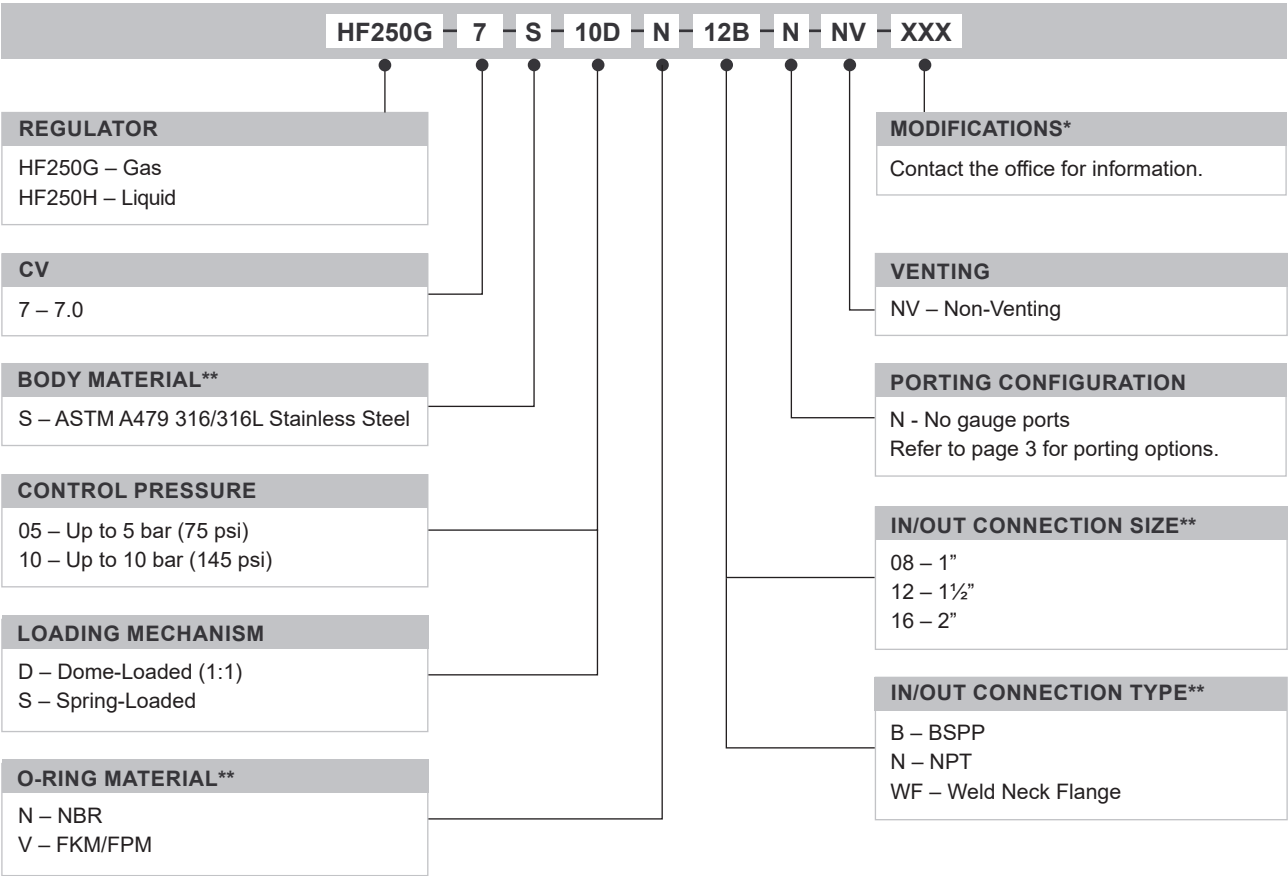 HF250G 7 S 10D N 12B N NV XXX
REGULATOR
HF250G – Gas
HF250H – Liquid
CV
7 – 7.0
BODY MATERIAL**
S – ASTM A479 316/316L Stainless Steel
CONTROL PRESSURE
05 – Up to 5 bar (75 psi)
10 – Up to 10 bar (145 psi)
LOADING MECHANISM
D – Dome-Loaded (1:1)
S – Spring-Loaded
O-RING MATERIAL**
N – NBR
V – FKM/FPM
MODIFICATIONS*
Contact the office for information.
VENTING
NV – Non-Venting
PORTING CONFIGURATION
N - No gauge ports
Refer to page 3 for porting options.
IN/OUT CONNECTION SIZE**
08 – 1”
12 – 1½”
16 – 2”
IN/OUT CONNECTION TYPE**
B – BSPP
N – NPT
WF – Weld Neck Flange